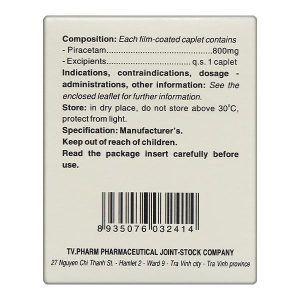 Composition: Each film-coated caplet contains
- Piracetam 800mg
- Excipients q.s. 1 caplet
Indications, contraindications, dosage -
administrations, other information: See the
enclosed leaflet for further information.
Store: in dry place, do not store above 30°C,
protect from light.
Specification: Manufacturer's.
Keep out of reach of children.
Read the package insert carefully before
use.
8 935076 032414
TV.PHARM PHARMACEUTICAL JOINT-STOCK COMPANY
27 Nguyen Chi Thanh St. - Hamlet 2 - Ward 9 - Tra Vinh city - Tra Vinh province